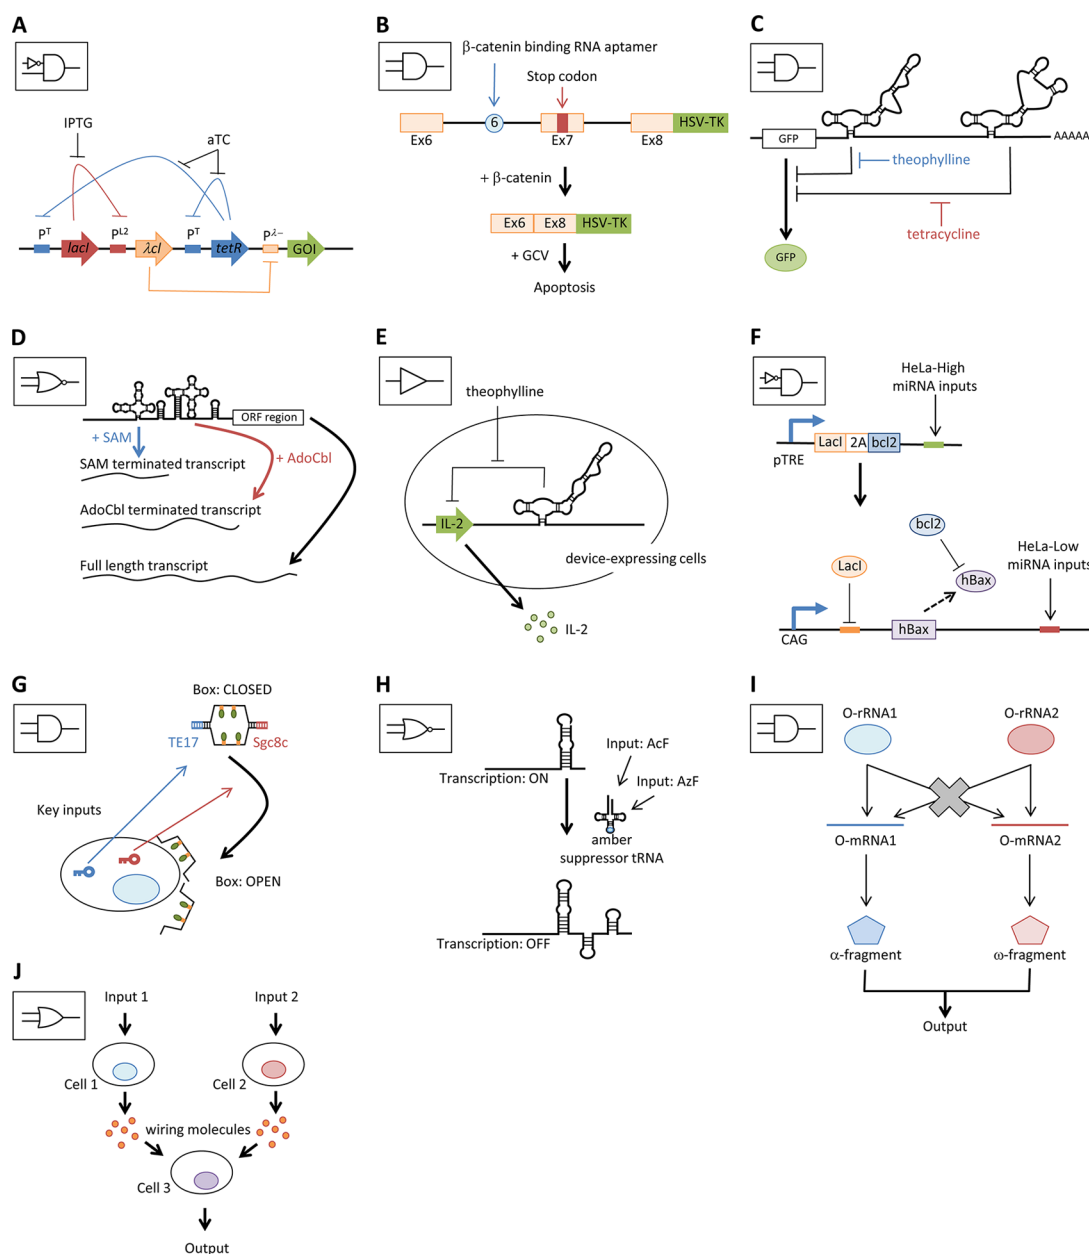 A
IPTG
aTC
Pᵀ
lacI
Pᴸ²
λcI
Pᵀ
tetR
P^λ−
GOI
B
β-catenin binding RNA aptamer
Stop codon
6
HSV-TK
Ex6
Ex7
Ex8
+ β-catenin
Ex6
Ex8
HSV-TK
+ GCV
Apoptosis
C
GFP
AAAAA
theophylline
tetracycline
GFP
D
ORF region
+ SAM
+ AdoCbl
SAM terminated transcript
AdoCbl terminated transcript
Full length transcript
E
theophylline
IL-2
device-expressing cells
IL-2
F
HeLa-High
miRNA inputs
LacI
2A
bcl2
pTRE
bcl2
HeLa-Low
miRNA inputs
LacI
hBax
hBax
CAG
G
Box: CLOSED
TE17
Sgc8c
Key inputs
Box: OPEN
H
Input: AcF
Transcription: ON
Input: AzF
amber
suppressor tRNA
Transcription: OFF
I
O-rRNA1
O-rRNA2
O-mRNA1
O-mRNA2
α-fragment
ω-fragment
Output
J
Input 1
Input 2
Cell 1
Cell 2
wiring molecules
Cell 3
Output